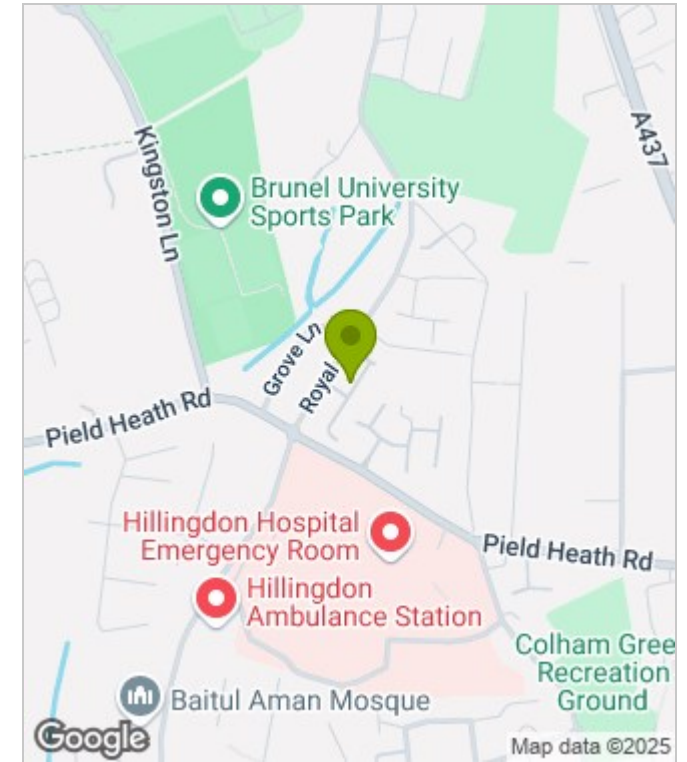 A437
Kingston Ln
Brunel University
Sports Park
Grove Ln
Royal
Pield Heath Rd
Hillingdon Hospital
Emergency Room
Pield Heath Rd
Hillingdon
Ambulance Station
Colham Gree
Recreation
Ground
Baitul Aman Mosque
Google
Map data ©2025